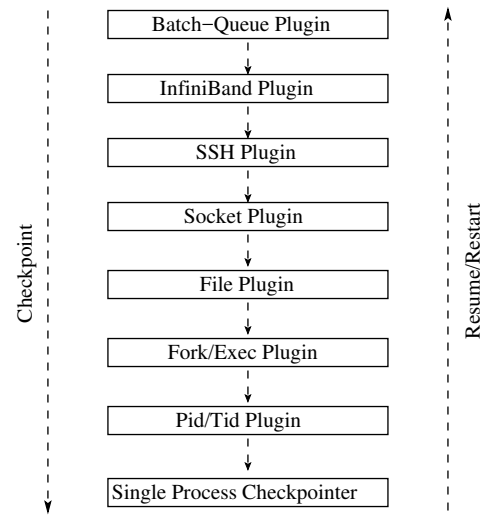 Batch−Queue Plugin
InfiniBand Plugin
SSH Plugin
Socket Plugin
File Plugin
Fork/Exec Plugin
Pid/Tid Plugin
Single Process Checkpointer
Checkpoint
Resume/Restart